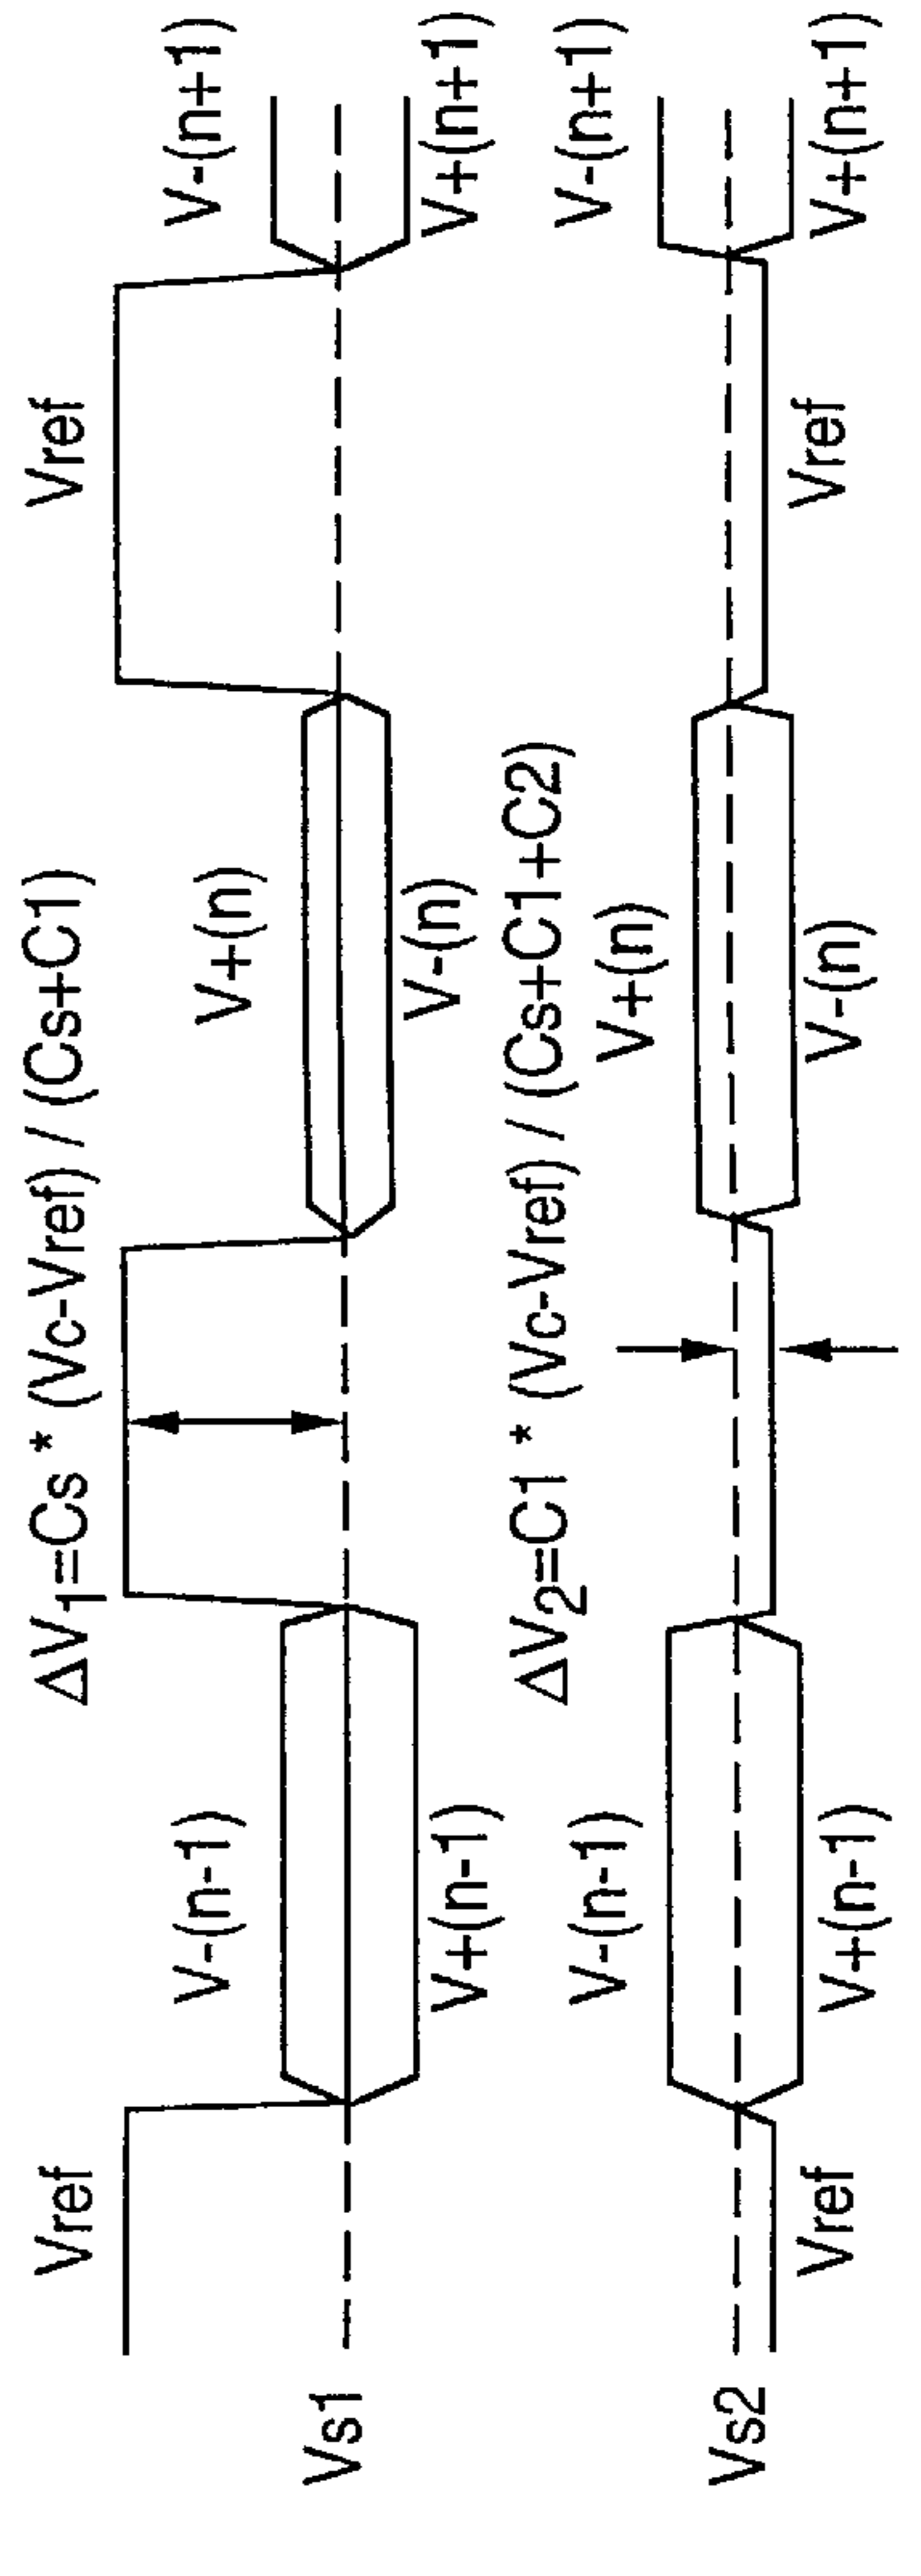 ΔV1=Cs * (Vc-Vref) / (Cs+C1)
Vref
Vref
V-(n-1)
V+(n)
V-(n+1)
Vs1
V+(n-1)
V-(n)
V+(n+1)
ΔV2=C1 * (Vc-Vref) / (Cs+C1+C2)
V-(n-1)
V+(n)
V-(n+1)
Vs2
Vref
V+(n-1)
V-(n)
Vref
V+(n+1)